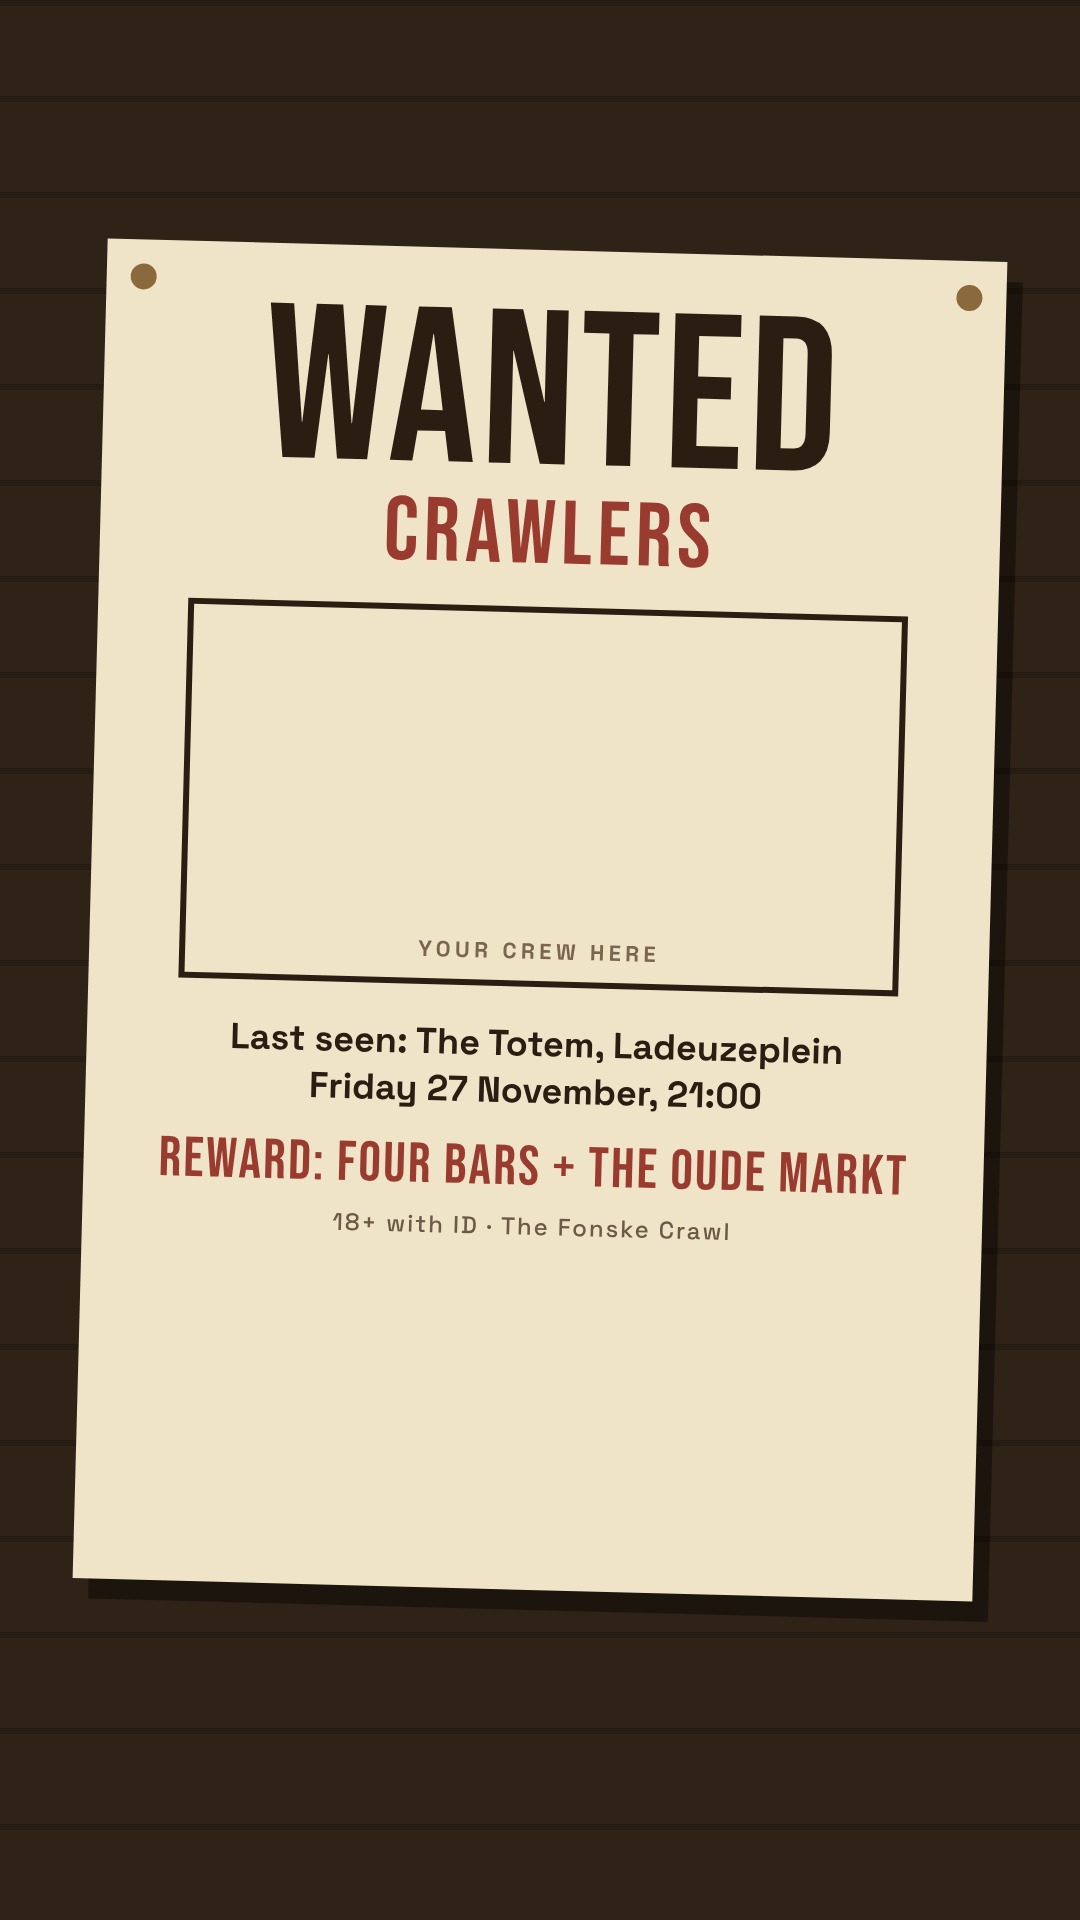 WANTED
CRAWLERS
YOUR CREW HERE
Last seen: The Totem, Ladeuzeplein
Friday 27 November, 21:00
REWARD: FOUR BARS + THE OUDE MARKT
18+ with ID · The Fonske Crawl